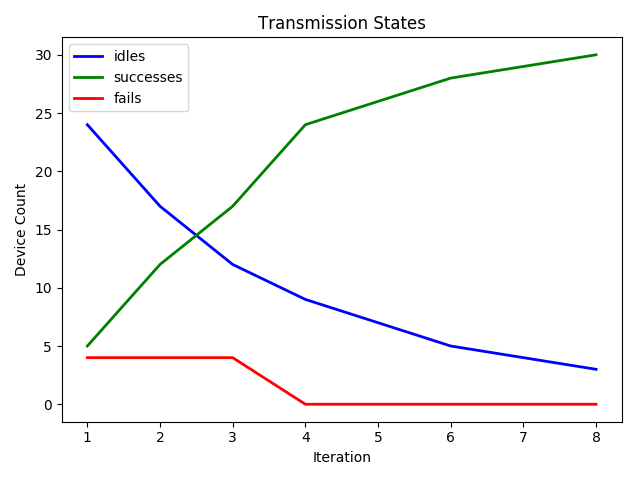 Transmission States
idles
successes
fails
Device Count
30
25
20
15
10
5
0
1 2 3 4 5 6 7 8
Iteration